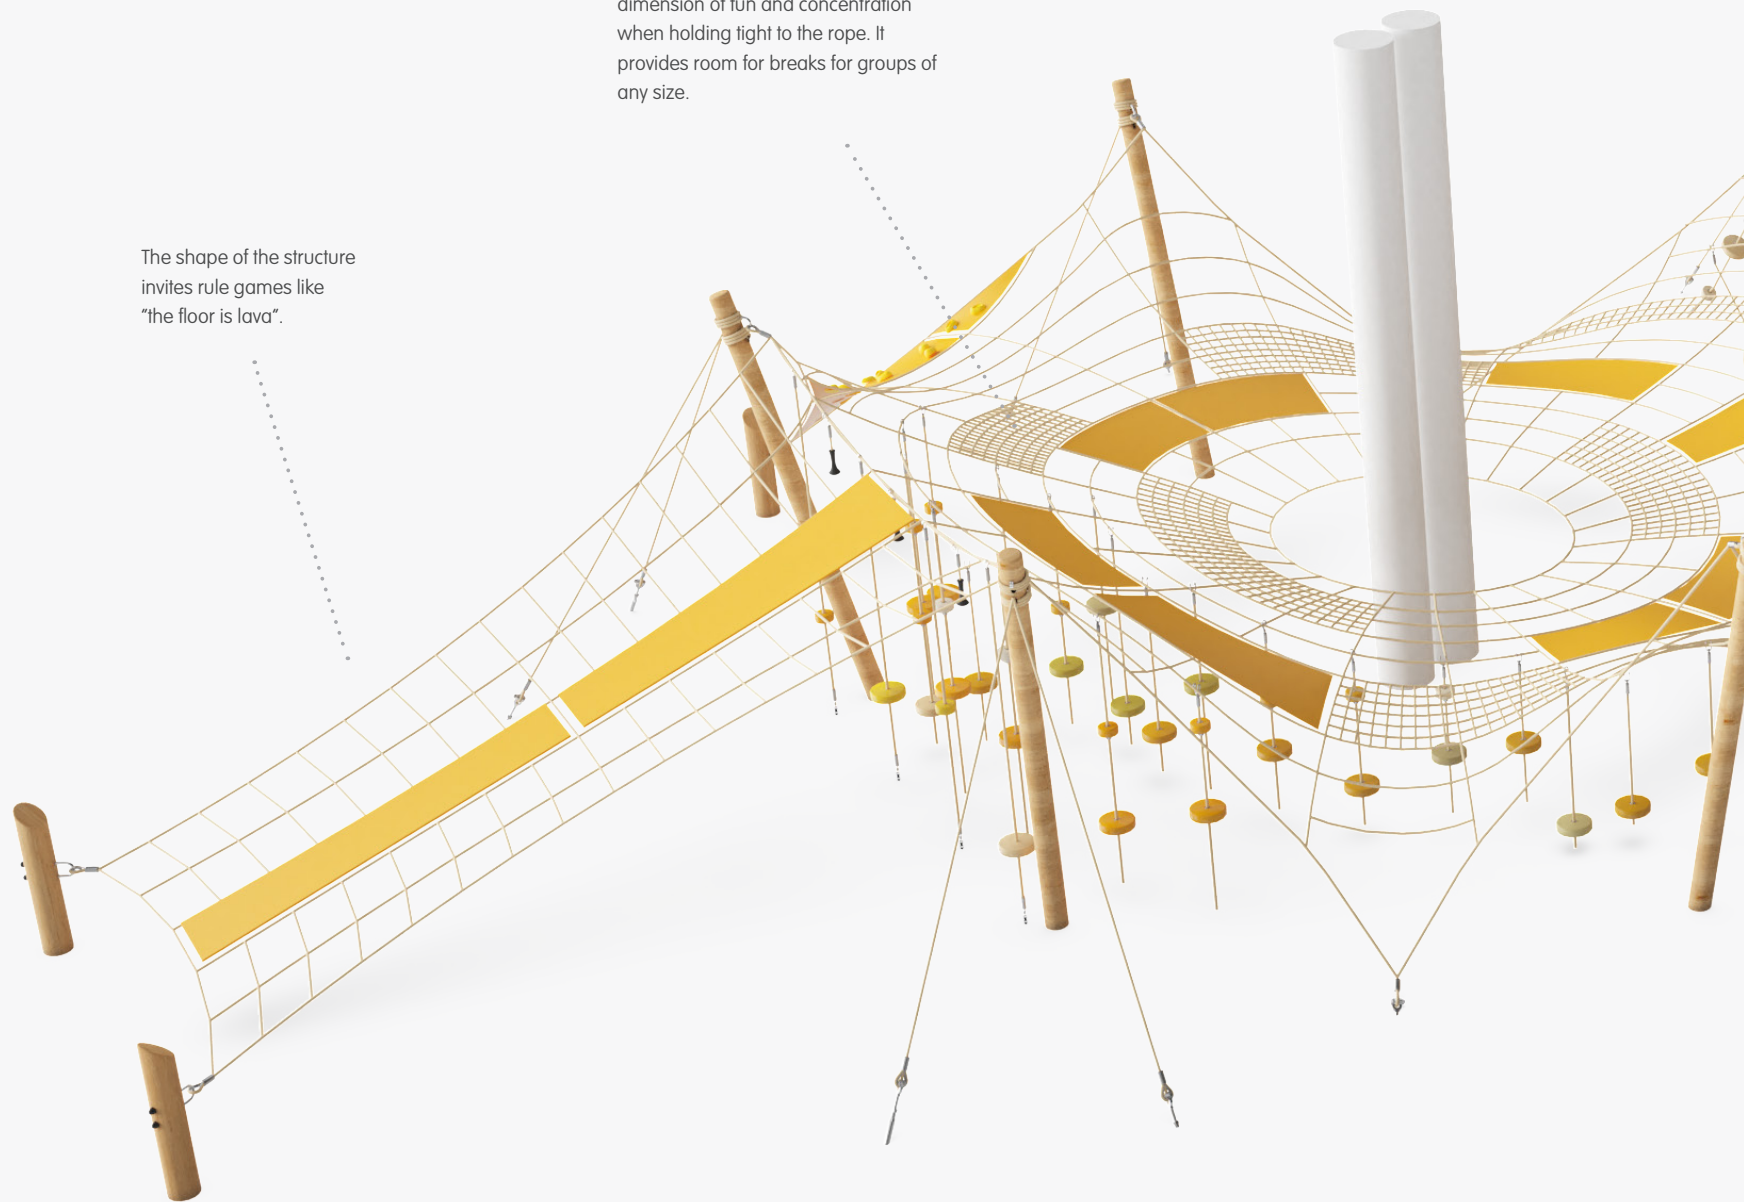 dimension of fun and concentration
when holding tight to the rope. It
provides room for breaks for groups of
any size.
The shape of the structure
invites rule games like
“the floor is lava”.